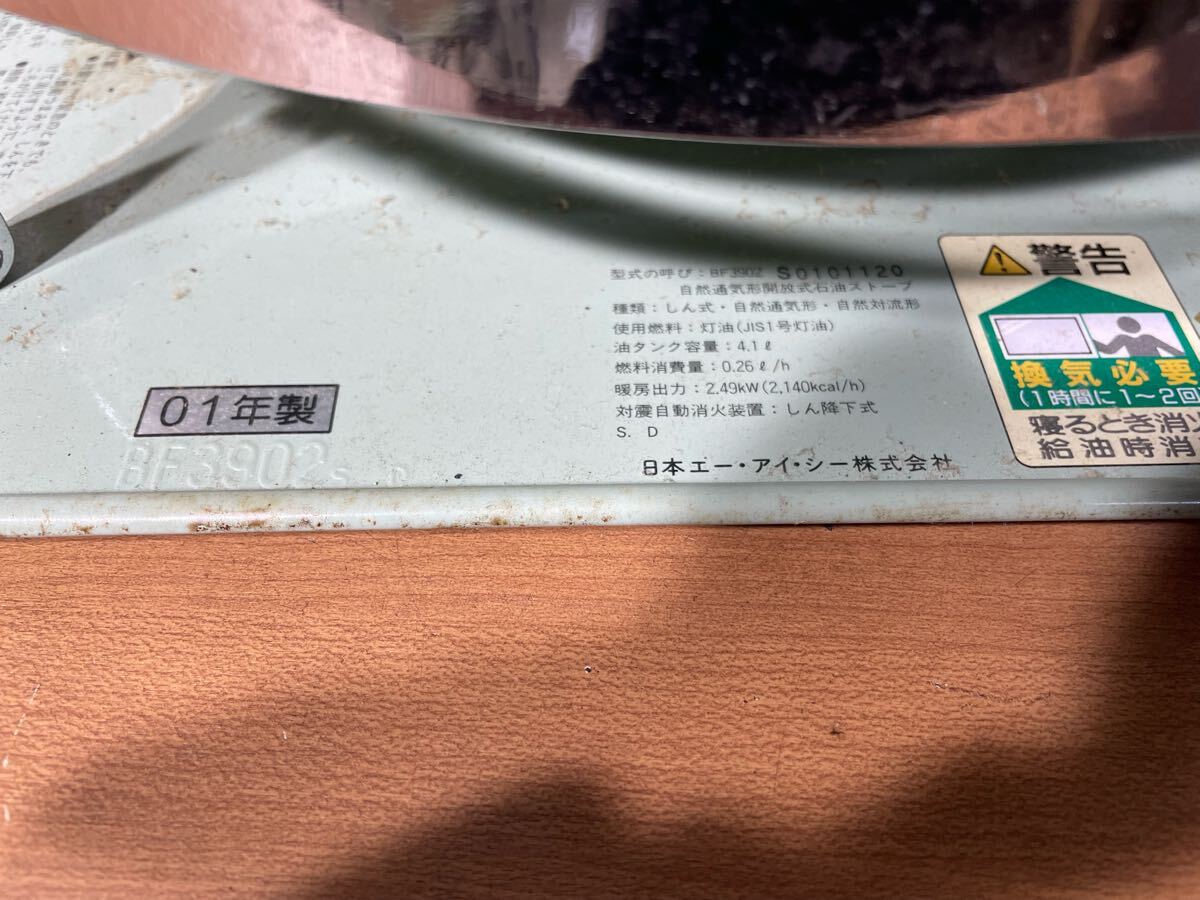 型式の呼び：BF3902 S0101120
自然通気形開放式石油ストーブ
種類：しん式・自然通気形・自然対流形
使用燃料：灯油(JIS1号灯油)
油タンク容量：4.1ℓ
燃料消費量：0.26ℓ/h
暖房出力：2.49kW(2,140kcal/h)
対震自動消火装置：しん降下式
S. D
日本エー・アイ・シー株式会社
01年製
BF3902
警告
換気必要
(1時間に1〜2回
寝るとき消火
給油時消